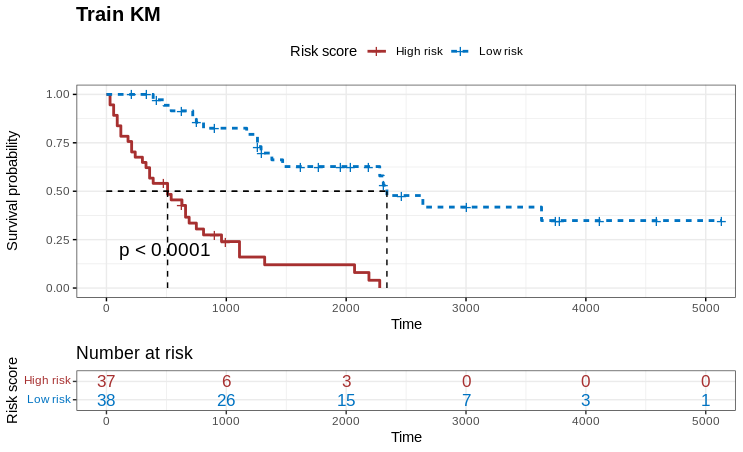 Train KM
Risk score High risk Low risk
Survival probability
1.00
0.75
0.50
0.25
0.00
p < 0.0001
0 1000 2000 3000 4000 5000
Time
Number at risk
Risk score
High risk 37 6 3 0 0 0
Low risk 38 26 15 7 3 1
0 1000 2000 3000 4000 5000
Time